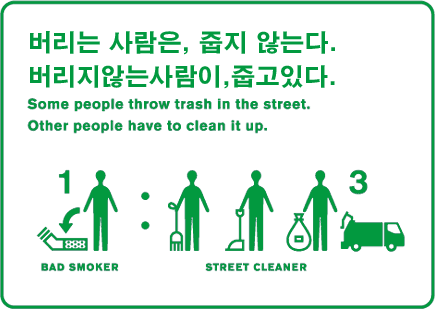 버리는 사람은, 줍지 않는다.
버리지않는사람이,줍고있다.
Some people throw trash in the street.
Other people have to clean it up.
1 : 3
BAD SMOKER STREET CLEANER